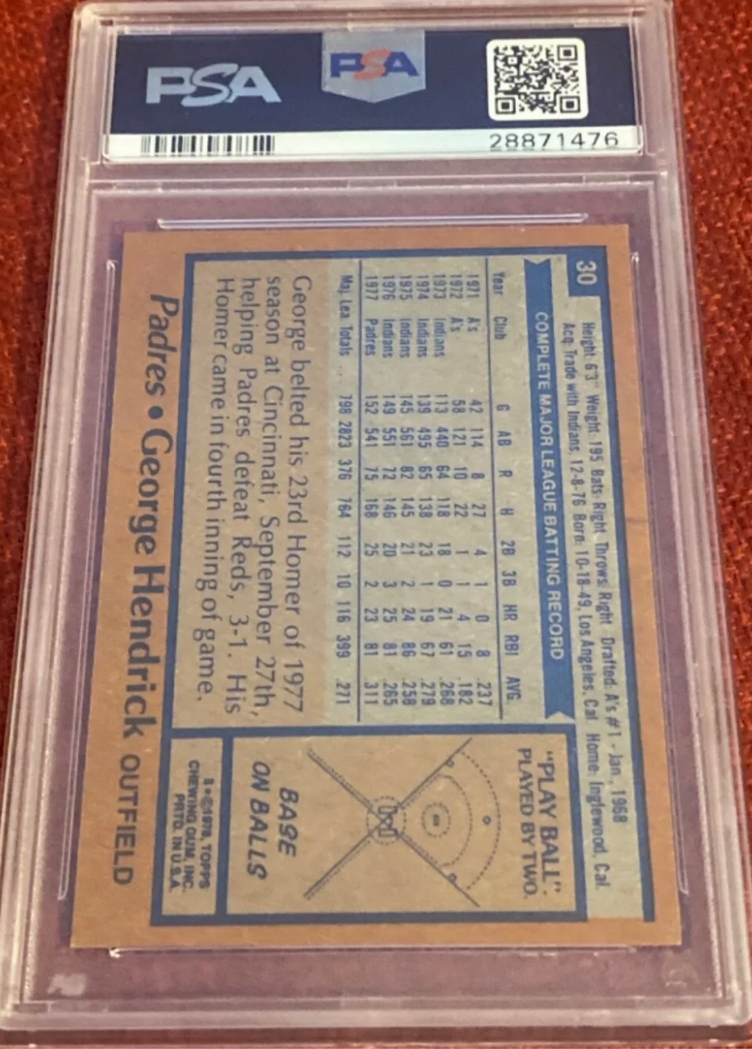 PSA
PSA
28871476
30
Height: 6'3" Weight: 195 Bats: Right Throws: Right Drafted: A's #1 - Jan., 1968
Acq: Trade with Indians, 12-8-76 Born: 10-18-49, Los Angeles, Cal. Home: Inglewood, Cal.
COMPLETE MAJOR LEAGUE BATTING RECORD
Year Club G AB R H 2B 3B HR RBI AVG.
1971 A's 42 114 8 27 4 1 0 8 .237
1972 A's 58 121 10 22 1 1 4 15 .182
1973 Indians 113 440 64 118 18 0 21 61 .268
1974 Indians 139 495 65 138 23 1 19 67 .279
1975 Indians 145 561 82 145 21 2 24 86 .258
1976 Indians 149 551 72 146 20 3 25 81 .265
1977 Padres 152 541 75 168 25 2 23 81 .311
Maj. Lea. Totals ... 798 2823 376 764 112 10 116 399 .271
George belted his 23rd Homer of 1977
season at Cincinnati, September 27th,
helping Padres defeat Reds, 3-1. His
Homer came in fourth inning of game.
"PLAY BALL".
PLAYED BY TWO.
BASE
ON BALLS
©1978, TOPPS
CHEWING GUM, INC.
PRTD. IN U.S.A.
Padres • George Hendrick OUTFIELD